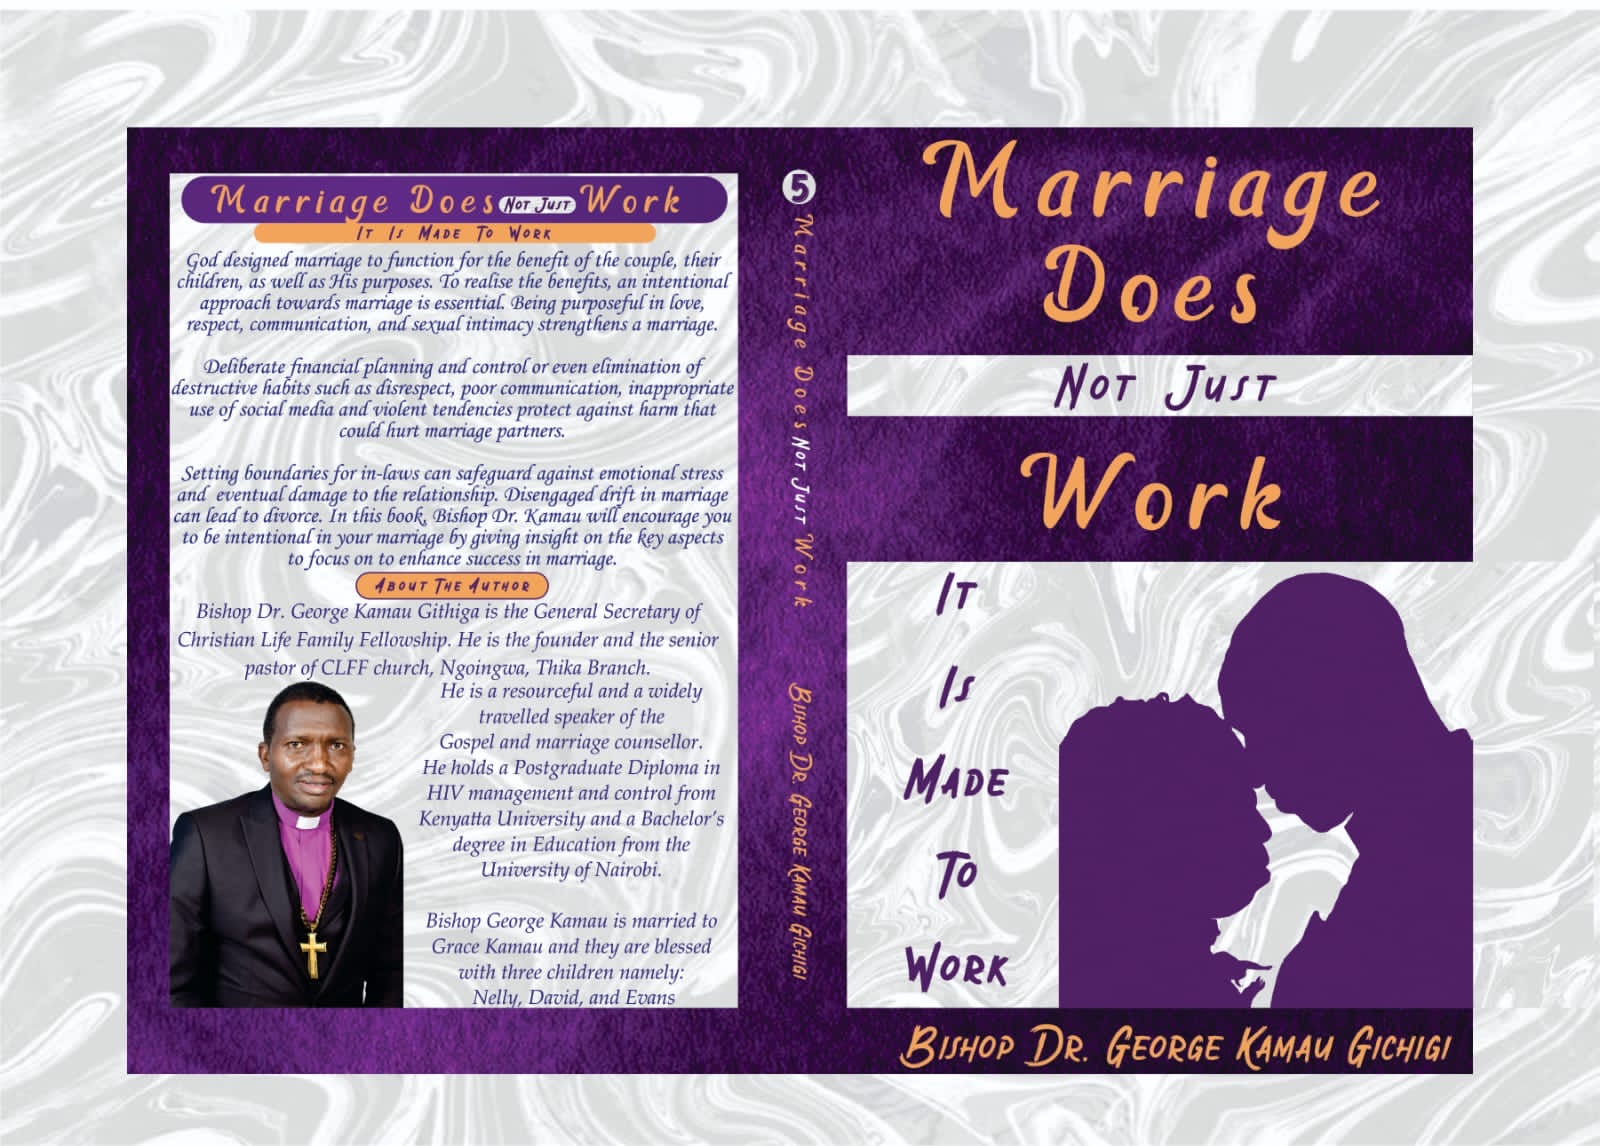 Marriage Does Not Just Work
It Is Made To Work
God designed marriage to function for the benefit of the couple, their
children, as well as His purposes. To realise the benefits, an intentional
approach towards marriage is essential. Being purposeful in love,
respect, communication, and sexual intimacy strengthens a marriage.
Deliberate financial planning and control or even elimination of
destructive habits such as disrespect, poor communication, inappropriate
use of social media and violent tendencies protect against harm that
could hurt marriage partners.
Setting boundaries for in-laws can safeguard against emotional stress
and eventual damage to the relationship. Disengaged drift in marriage
can lead to divorce. In this book, Bishop Dr. Kamau will encourage you
to be intentional in your marriage by giving insight on the key aspects
to focus on to enhance success in marriage.
About The Author
Bishop Dr. George Kamau Githiga is the General Secretary of
Christian Life Family Fellowship. He is the founder and the senior
pastor of CLFF church, Ngoingwa, Thika Branch.
He is a resourceful and a widely
travelled speaker of the
Gospel and marriage counsellor.
He holds a Postgraduate Diploma in
HIV management and control from
Kenyatta University and a Bachelor's
degree in Education from the
University of Nairobi.
Bishop George Kamau is married to
Grace Kamau and they are blessed
with three children namely:
Nelly, David, and Evans
5
Marriage Does Not Just Work
Bishop Dr. George Kamau Gichigi
Marriage
Does
Not Just
Work
It
Is
Made
To
Work
Bishop Dr. George Kamau Gichigi